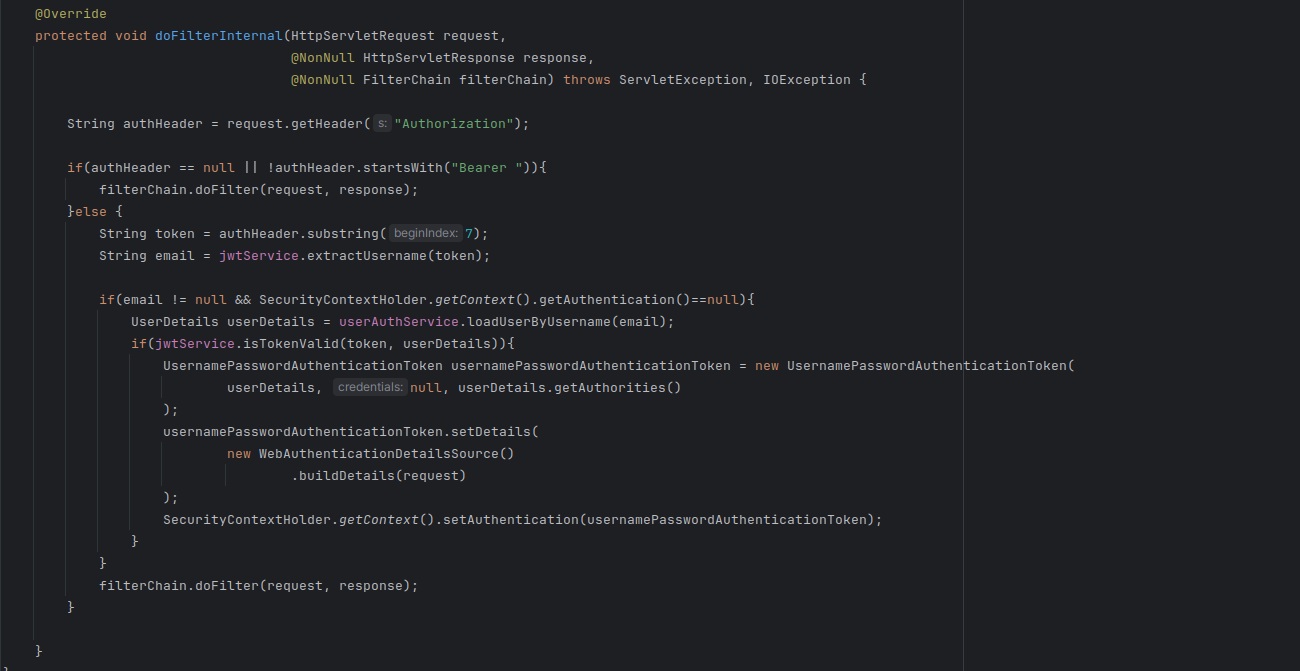 @Override
protected void doFilterInternal(HttpServletRequest request,
@NonNull HttpServletResponse response,
@NonNull FilterChain filterChain) throws ServletException, IOException {
String authHeader = request.getHeader( s: "Authorization");
if(authHeader == null || !authHeader.startsWith("Bearer ")){
filterChain.doFilter(request, response);
}else {
String token = authHeader.substring( beginIndex: 7);
String email = jwtService.extractUsername(token);
if(email != null && SecurityContextHolder.getContext().getAuthentication()==null){
UserDetails userDetails = userAuthService.loadUserByUsername(email);
if(jwtService.isTokenValid(token, userDetails)){
UsernamePasswordAuthenticationToken usernamePasswordAuthenticationToken = new UsernamePasswordAuthenticationToken(
userDetails, credentials: null, userDetails.getAuthorities()
);
usernamePasswordAuthenticationToken.setDetails(
new WebAuthenticationDetailsSource()
.buildDetails(request)
);
SecurityContextHolder.getContext().setAuthentication(usernamePasswordAuthenticationToken);
}
}
filterChain.doFilter(request, response);
}
}